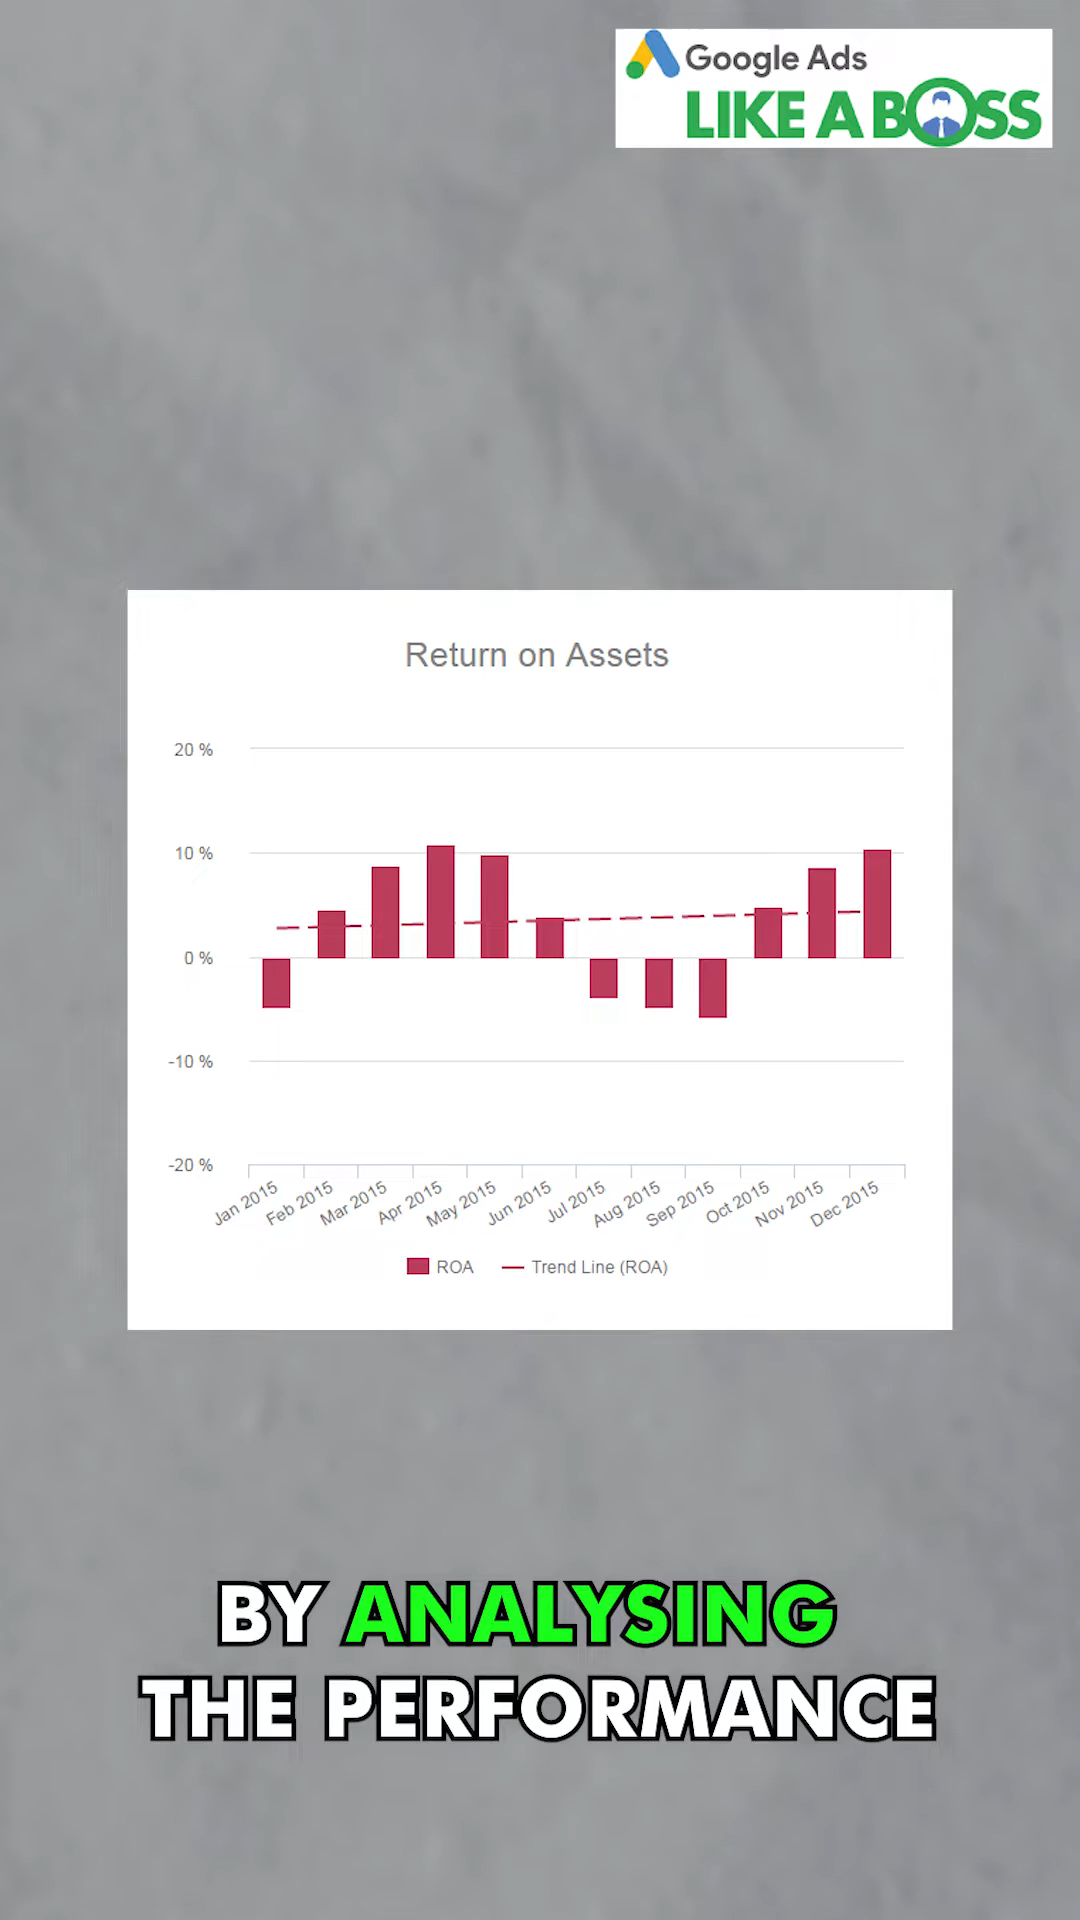 Google Ads
LIKE A BOSS
Return on Assets
20 %
10 %
0 %
-10 %
-20 %
Jan 2015
Feb 2015
Mar 2015
Apr 2015
May 2015
Jun 2015
Jul 2015
Aug 2015
Sep 2015
Oct 2015
Nov 2015
Dec 2015
ROA
Trend Line (ROA)
BY ANALYSING
THE PERFORMANCE